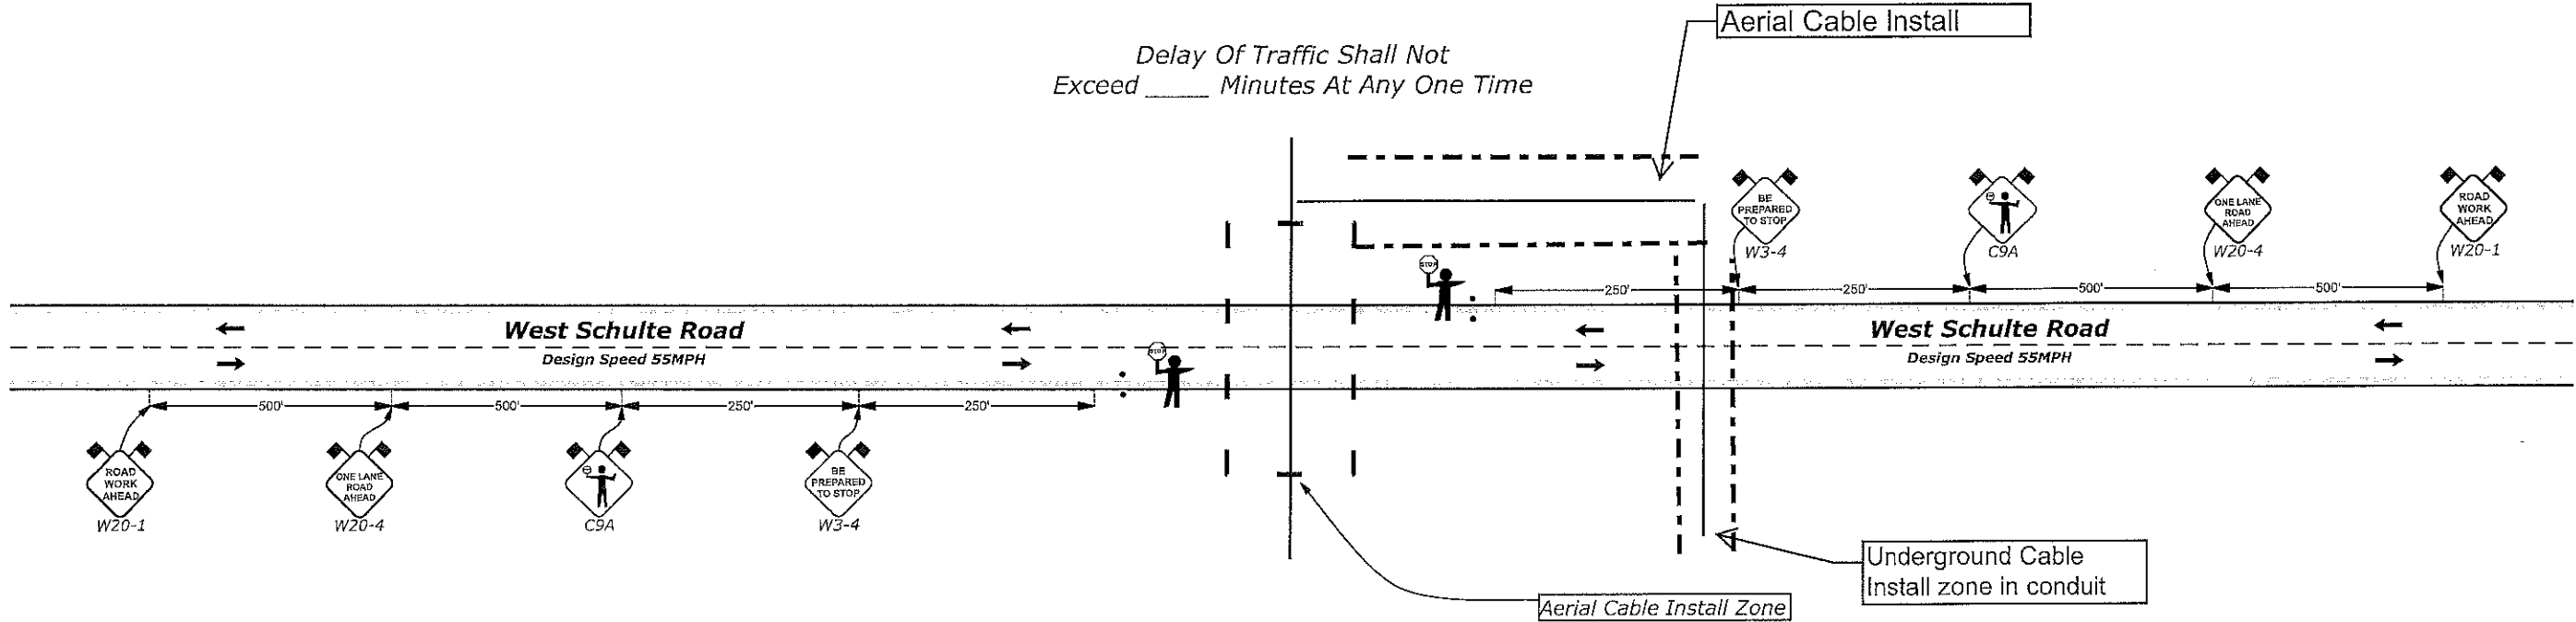 Aerial Cable Install
Delay Of Traffic Shall Not
Exceed _____ Minutes At Any One Time
BE
PREPARED
TO STOP
W3-4
C9A
ONE LANE
ROAD
AHEAD
W20-4
ROAD
WORK
AHEAD
W20-1
STOP
250'
250'
500'
500'
West Schulte Road
Design Speed 55MPH
West Schulte Road
Design Speed 55MPH
STOP
500'
500'
250'
250'
ROAD
WORK
AHEAD
W20-1
ONE LANE
ROAD
AHEAD
W20-4
C9A
BE
PREPARED
TO STOP
W3-4
Underground Cable
Install zone in conduit
Aerial Cable Install Zone